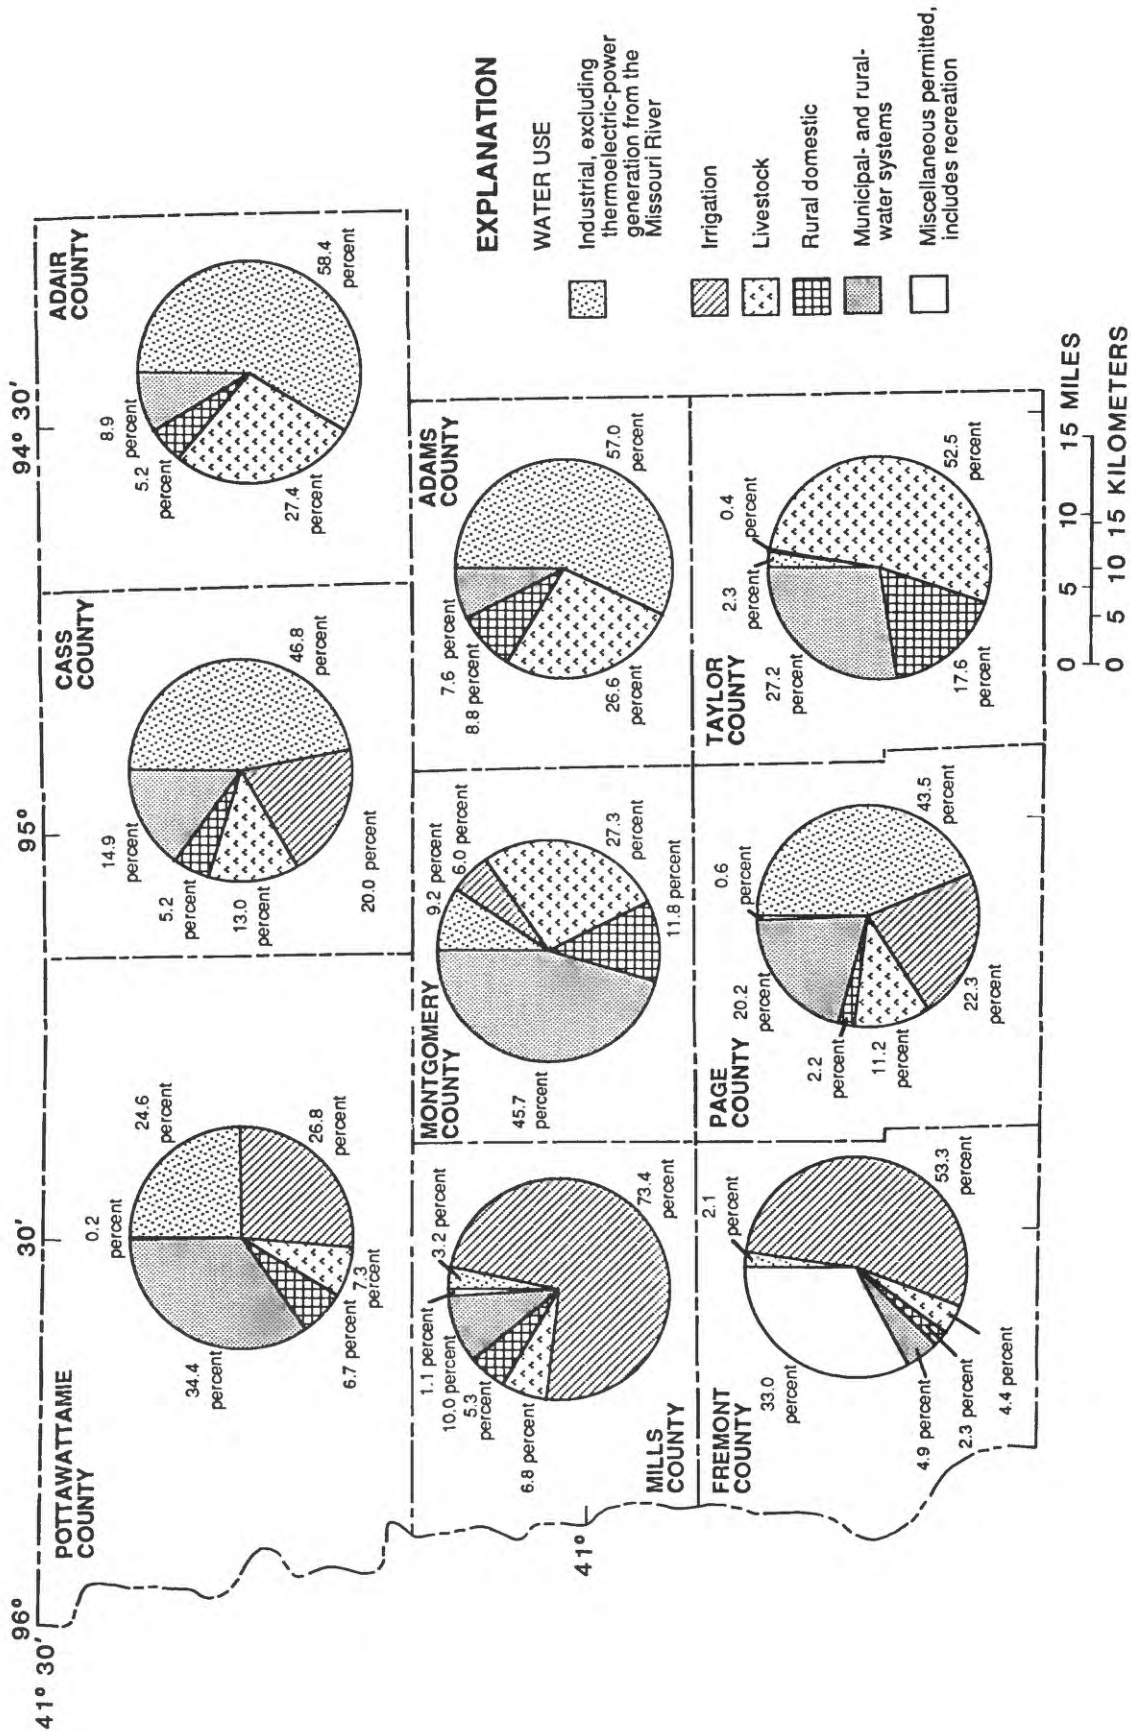 96°
30'
95°
94° 30'
41° 30'
POTTAWATTAMIE
COUNTY
0.2
percent
24.6
percent
26.8
percent
7.3
percent
6.7 percent
34.4
percent
CASS
COUNTY
14.9
percent
46.8
percent
5.2
percent
13.0
percent
20.0 percent
ADAIR
COUNTY
8.9
percent
5.2
percent
27.4
percent
58.4
percent
41°
MILLS
COUNTY
1.1 percent
3.2 percent
10.0 percent
5.3
percent
6.8 percent
73.4
percent
MONTGOMERY
COUNTY
9.2 percent
6.0 percent
27.3
percent
11.8 percent
45.7
percent
ADAMS
COUNTY
7.6 percent
8.8 percent
26.6
percent
57.0
percent
FREMONT
COUNTY
2.1
percent
33.0
percent
53.3
percent
4.9 percent
2.3 percent
4.4 percent
PAGE
COUNTY
0.6
percent
20.2
percent
2.2
percent
11.2
percent
22.3
percent
43.5
percent
TAYLOR
COUNTY
2.3
percent
0.4
percent
27.2
percent
17.6
percent
52.5
percent
EXPLANATION
WATER USE
Industrial, excluding
thermoelectric-power
generation from the
Missouri River
Irrigation
Livestock
Rural domestic
Municipal- and rural-
water systems
Miscellaneous permitted,
includes recreation
0 5 10 15 MILES
0 5 10 15 KILOMETERS